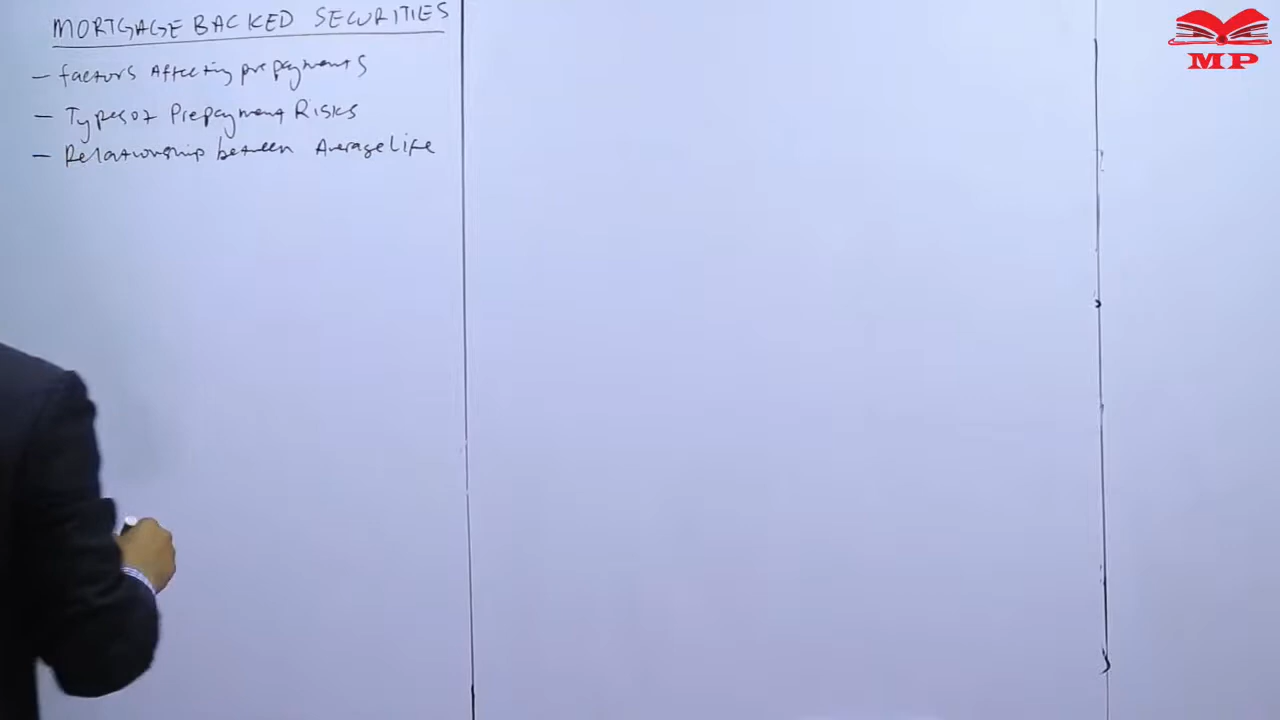 MORTGAGE BACKED SECURITIES
- factors Affecting prepayments
- Types of Prepayment Risks
- Relationship between Average Life
MP